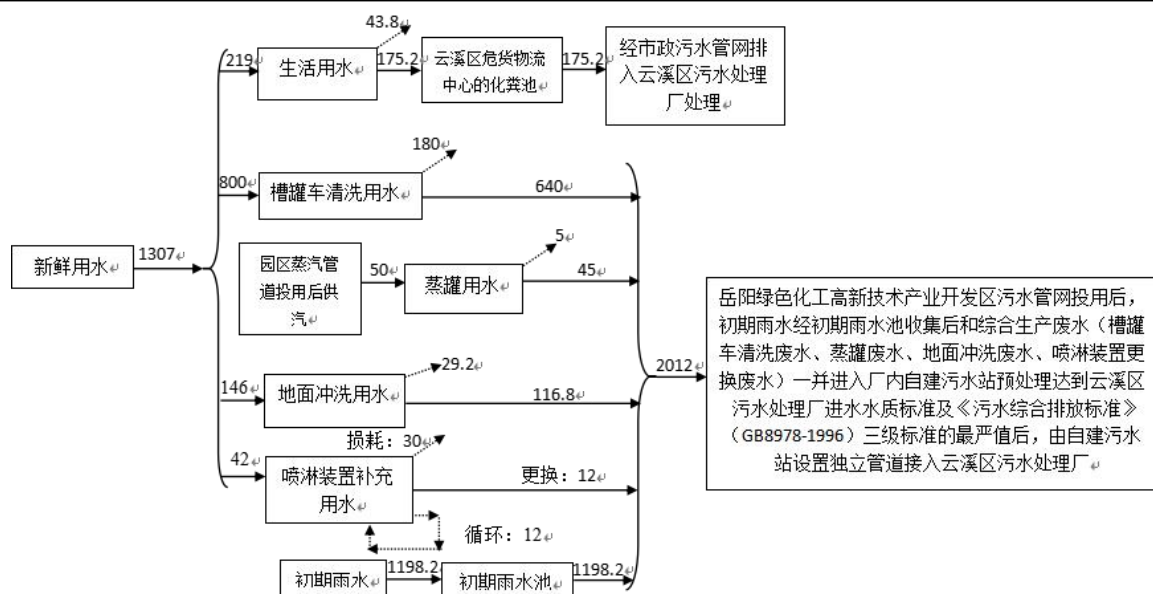 43.8
219
生活用水
175.2
云溪区危货物流
中心的化粪池
175.2
经市政污水管网排
入云溪区污水处理
厂处理
180
800
槽罐车清洗用水
640
新鲜用水
1307
园区蒸汽管
道投用后供
汽
50
蒸罐用水
5
45
146
地面冲洗用水
29.2
116.8
损耗：30
42
喷淋装置补充
用水
更换：12
循环：12
初期雨水
1198.2
初期雨水池
1198.2
2012
岳阳绿色化工高新技术产业开发区污水管网投用后，
初期雨水经初期雨水池收集后和综合生产废水（槽罐
车清洗废水、蒸罐废水、地面冲洗废水、喷淋装置更
换废水）一并进入厂内自建污水站预处理达到云溪区
污水处理厂进水水质标准及《污水综合排放标准》
（GB8978-1996）三级标准的最严值后，由自建污水
站设置独立管道接入云溪区污水处理厂